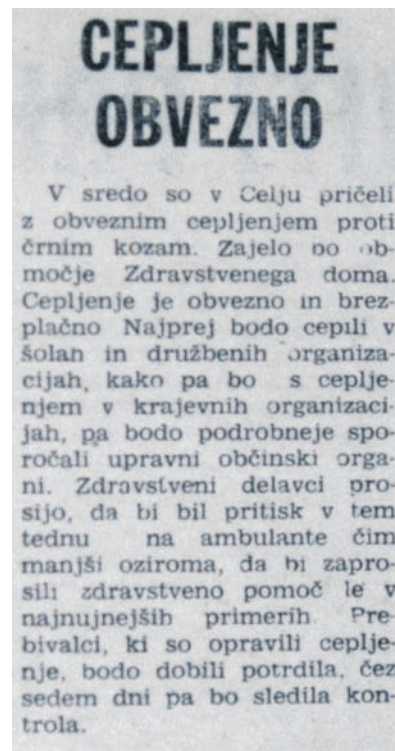 CEPLJENJE
OBVEZNO
V sredo so v Celju pričeli
z obveznim cepljenjem proti
črnim kozam. Zajelo bo ob-
močje Zdravstvenega doma.
Cepljenje je obvezno in brez-
plačno Najprej bodo cepili v
šolah in družbenih organiza-
cijah, kako pa bo s ceplje-
njem v krajevnih organizaci-
jah, pa bodo podrobneje spo-
ročali upravni občinski orga-
ni. Zdravstveni delavci pro-
sijo, da bi bil pritisk v tem
tednu na ambulante čim
manjši oziroma, da bi zapro-
sili zdravstveno pomoč le v
najnujnejših primerih Pre-
bivalci, ki so opravili ceplje-
nje, bodo dobili potrdila, čez
sedem dni pa bo sledila kon-
trola.